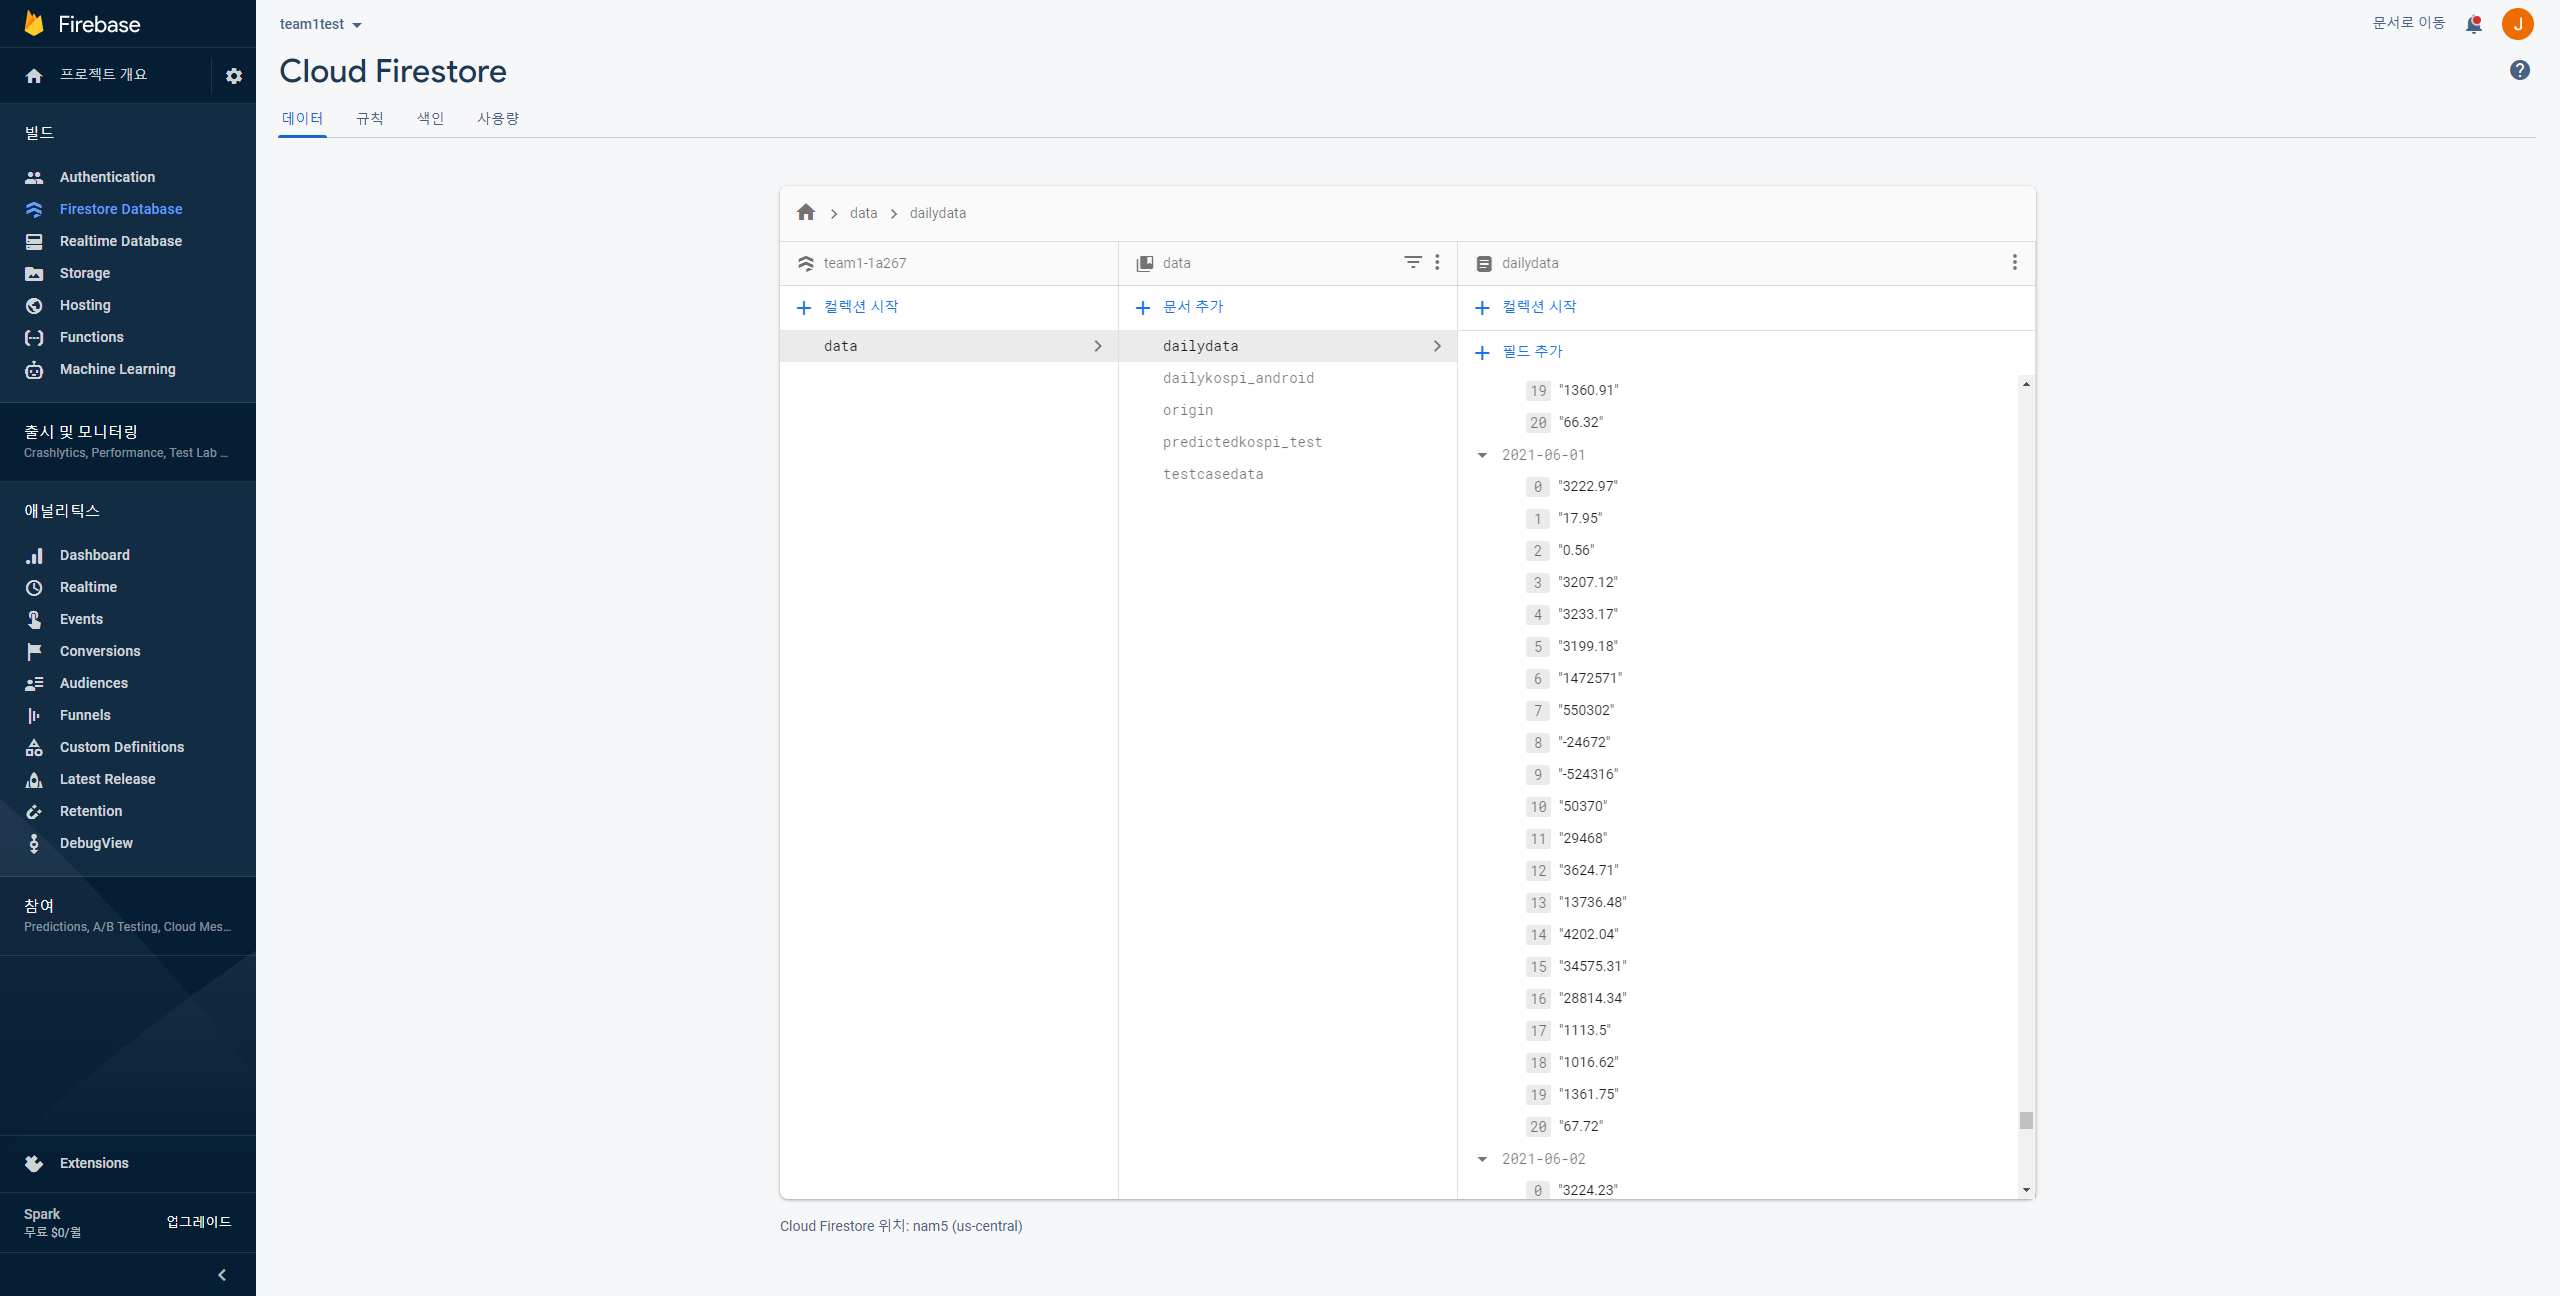 Firebase
프로젝트 개요
빌드
Authentication
Firestore Database
Realtime Database
Storage
Hosting
Functions
Machine Learning
출시 및 모니터링
Crashlytics, Performance, Test Lab ...
애널리틱스
Dashboard
Realtime
Events
Conversions
Audiences
Funnels
Custom Definitions
Latest Release
Retention
DebugView
참여
Predictions, A/B Testing, Cloud Mes...
Extensions
Spark
무료 $0/월
업그레이드
team1test
문서로 이동
J
Cloud Firestore
?
데이터 규칙 색인 사용량
data dailydata
team1-1a267
컬렉션 시작
data
data
문서 추가
dailydata
dailykospi_android
origin
predictedkospi_test
testcasedata
dailydata
컬렉션 시작
필드 추가
19 "1360.91"
20 "66.32"
2021-06-01
0 "3222.97"
1 "17.95"
2 "0.56"
3 "3207.12"
4 "3233.17"
5 "3199.18"
6 "1472571"
7 "550302"
8 "-24672"
9 "-524316"
10 "50370"
11 "29468"
12 "3624.71"
13 "13736.48"
14 "4202.04"
15 "34575.31"
16 "28814.34"
17 "1113.5"
18 "1016.62"
19 "1361.75"
20 "67.72"
2021-06-02
0 "3224.23"
Cloud Firestore 위치: nam5 (us-central)